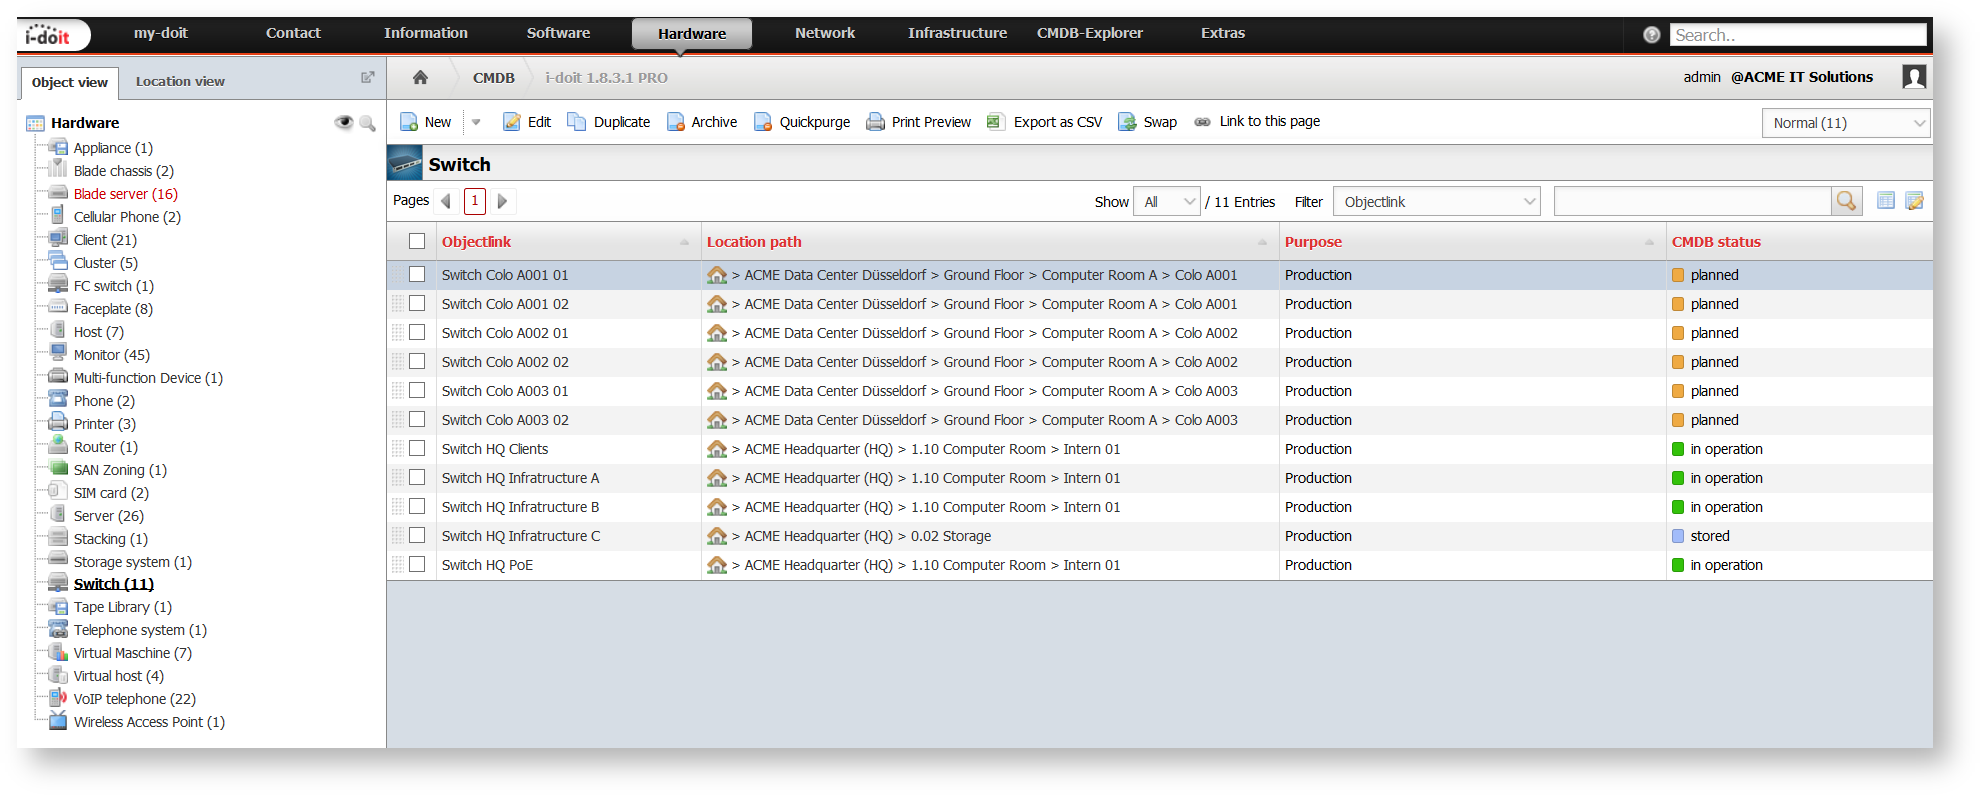 i-doit my-doit Contact Information Software Hardware Network Infrastructure CMDB-Explorer Extras ? Search..
Object view Location view CMDB i-doit 1.8.3.1 PRO admin @ACME IT Solutions
New Edit Duplicate Archive Quickpurge Print Preview Export as CSV Swap Link to this page Normal (11)
Hardware
Appliance (1)
Blade chassis (2)
Blade server (16)
Cellular Phone (2)
Client (21)
Cluster (5)
FC switch (1)
Faceplate (8)
Host (7)
Monitor (45)
Multi-function Device (1)
Phone (2)
Printer (3)
Router (1)
SAN Zoning (1)
SIM card (2)
Server (26)
Stacking (1)
Storage system (1)
Switch (11)
Tape Library (1)
Telephone system (1)
Virtual Maschine (7)
Virtual host (4)
VoIP telephone (22)
Wireless Access Point (1)
Switch
Pages 1 Show All / 11 Entries Filter Objectlink
Objectlink Location path Purpose CMDB status
Switch Colo A001 01 > ACME Data Center Düsseldorf > Ground Floor > Computer Room A > Colo A001 Production planned
Switch Colo A001 02 > ACME Data Center Düsseldorf > Ground Floor > Computer Room A > Colo A001 Production planned
Switch Colo A002 01 > ACME Data Center Düsseldorf > Ground Floor > Computer Room A > Colo A002 Production planned
Switch Colo A002 02 > ACME Data Center Düsseldorf > Ground Floor > Computer Room A > Colo A002 Production planned
Switch Colo A003 01 > ACME Data Center Düsseldorf > Ground Floor > Computer Room A > Colo A003 Production planned
Switch Colo A003 02 > ACME Data Center Düsseldorf > Ground Floor > Computer Room A > Colo A003 Production planned
Switch HQ Clients > ACME Headquarter (HQ) > 1.10 Computer Room > Intern 01 Production in operation
Switch HQ Infratructure A > ACME Headquarter (HQ) > 1.10 Computer Room > Intern 01 Production in operation
Switch HQ Infratructure B > ACME Headquarter (HQ) > 1.10 Computer Room > Intern 01 Production in operation
Switch HQ Infratructure C > ACME Headquarter (HQ) > 0.02 Storage Production stored
Switch HQ PoE > ACME Headquarter (HQ) > 1.10 Computer Room > Intern 01 Production in operation